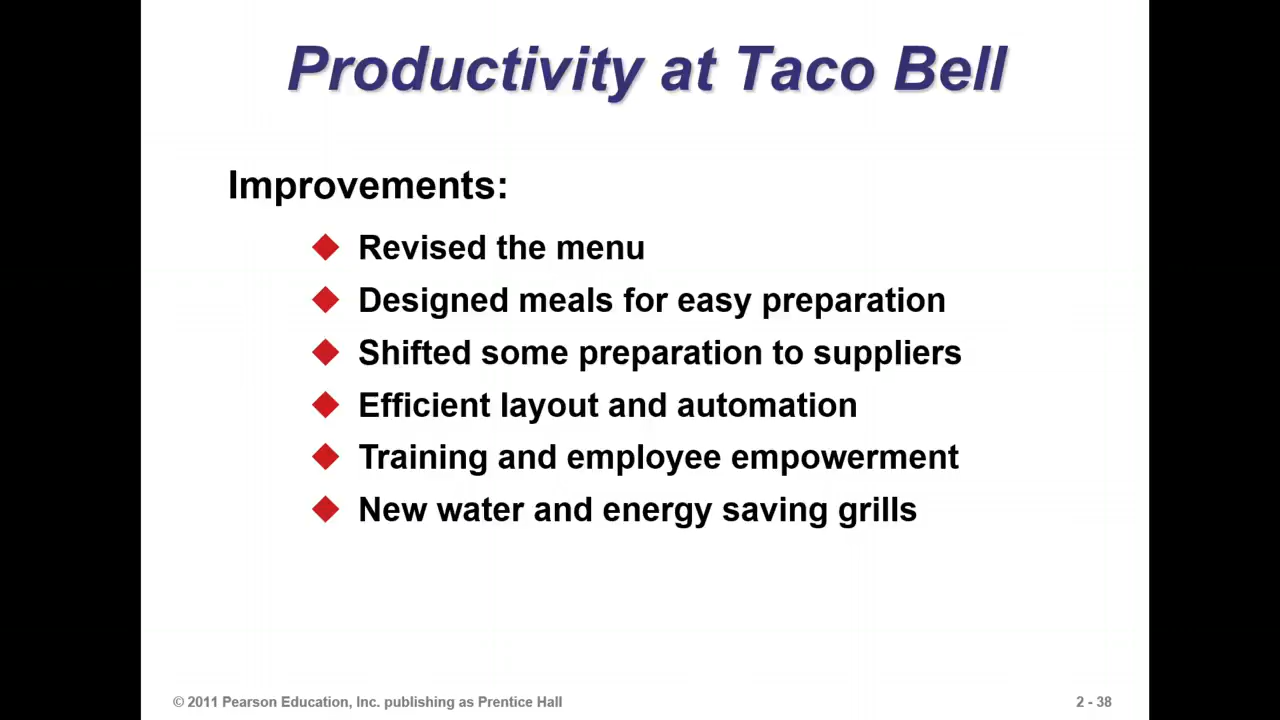 Productivity at Taco Bell
Improvements:
Revised the menu
Designed meals for easy preparation
Shifted some preparation to suppliers
Efficient layout and automation
Training and employee empowerment
New water and energy saving grills
© 2011 Pearson Education, Inc. publishing as Prentice Hall
2 - 38